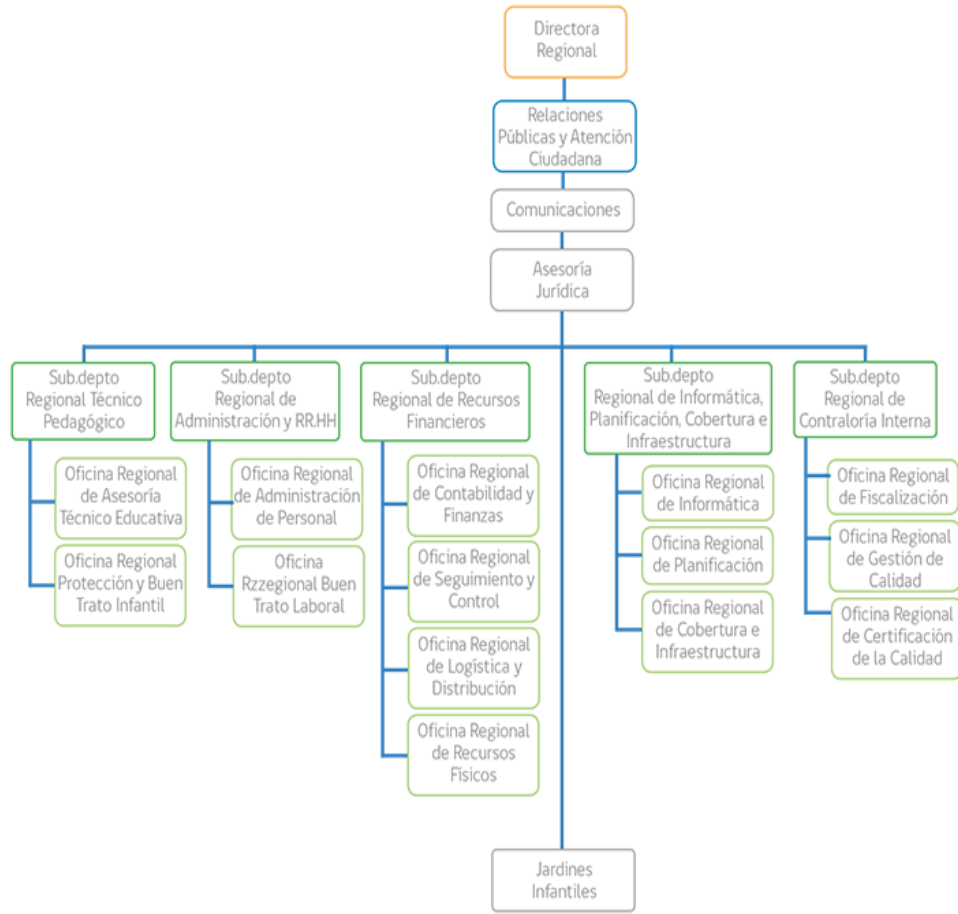 Directora
Regional
Relaciones
Públicas y Atención
Ciudadana
Comunicaciones
Asesoría
Jurídica
Sub.depto
Regional Técnico
Pedagógico
Sub.depto
Regional de
Administración y RR.HH
Sub.depto
Regional de Recursos
Financieros
Sub.depto
Regional de Informática,
Planificación, Cobertura e
Infraestructura
Sub.depto
Regional de
Contraloría Interna
Oficina Regional
de Asesoría
Técnico Educativa
Oficina Regional
Protección y Buen
Trato Infantil
Oficina Regional
de Administración
de Personal
Oficina
Rzzegional Buen
Trato Laboral
Oficina Regional
de Contabilidad y
Finanzas
Oficina Regional
de Seguimiento y
Control
Oficina Regional
de Logística y
Distribución
Oficina Regional
de Recursos
Físicos
Oficina Regional
de Informática
Oficina Regional
de Planificación
Oficina Regional
de Cobertura e
Infraestructura
Oficina Regional
de Fiscalización
Oficina Regional
de Gestión de
Calidad
Oficina Regional
de Certificación
de la Calidad
Jardines
Infantiles